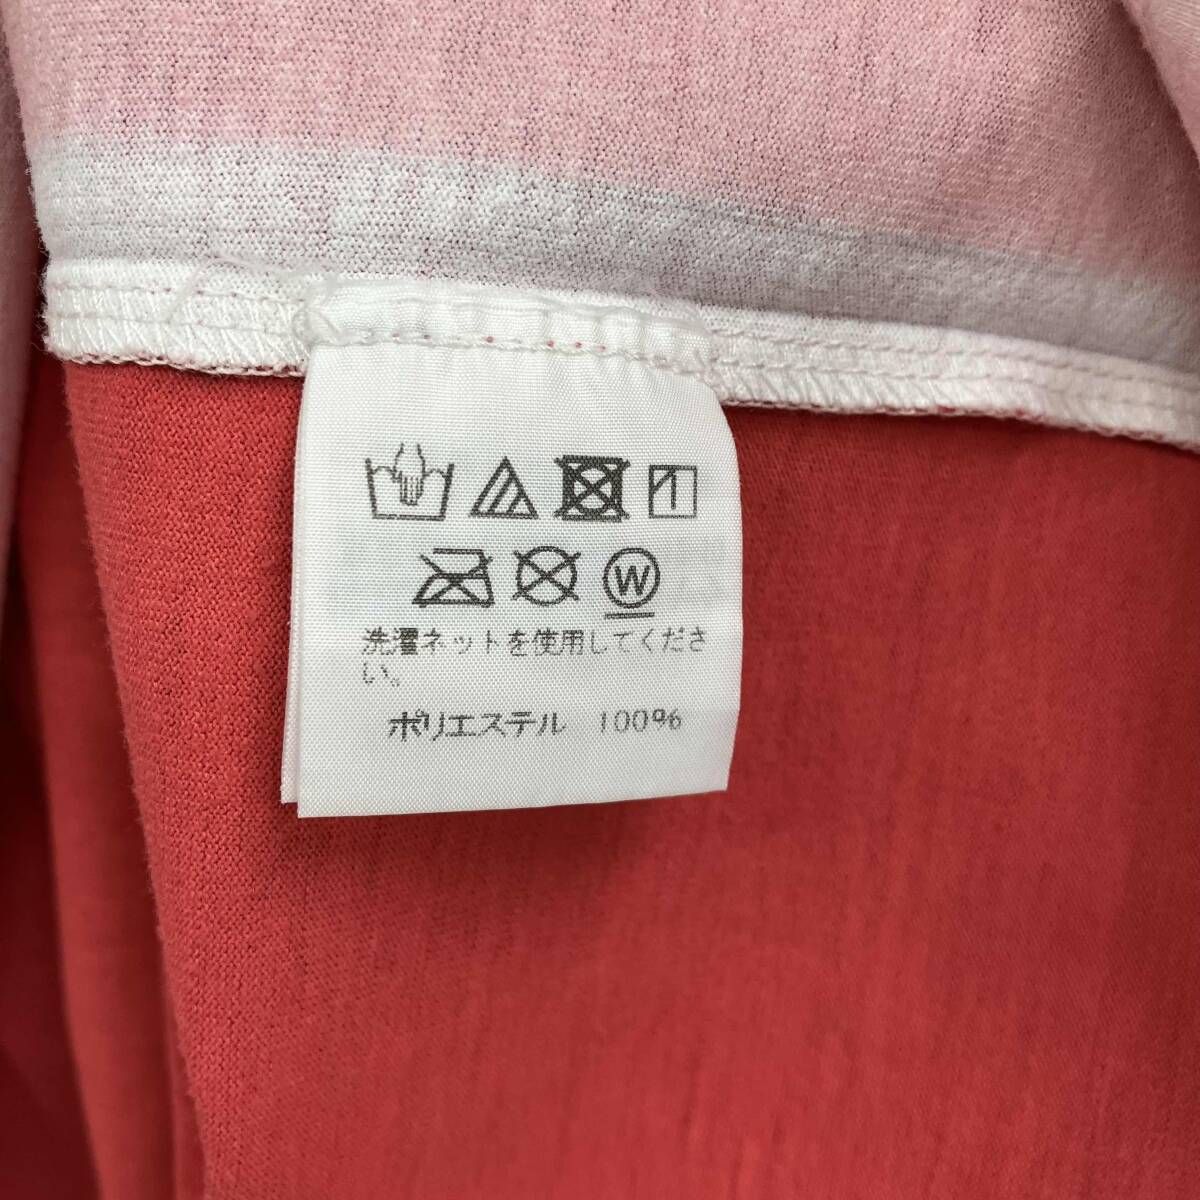 W
洗濯ネットを使用してくださ
い。
ポリエステル 100%